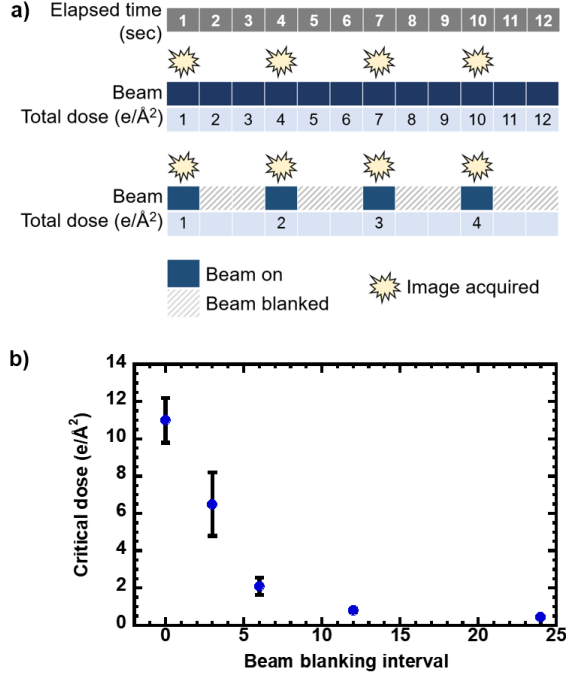 a)
Elapsed time (sec) 1 2 3 4 5 6 7 8 9 10 11 12
Beam
Total dose (e/Å²) 1 2 3 4 5 6 7 8 9 10 11 12
Beam
Total dose (e/Å²) 1 2 3 4
Beam on
Beam blanked
Image acquired
b)
Critical dose (e/Å²)
14
12
10
8
6
4
2
0
0 5 10 15 20 25
Beam blanking interval